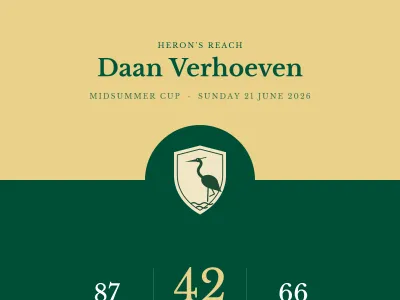 HERON'S REACH
Daan Verhoeven
MIDSUMMER CUP - SUNDAY 21 JUNE 2026
87 42 66